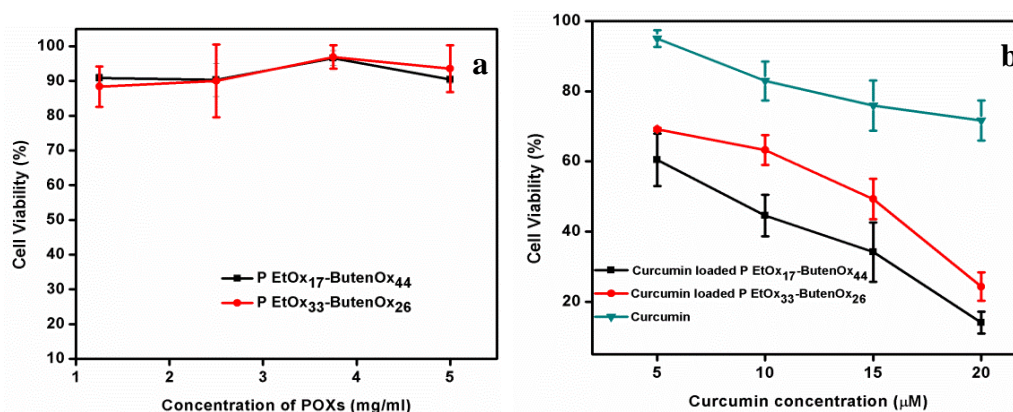 a
100
90
80
70
60
50
40
30
20
10
Cell Viability (%)
P EtOx17-ButenOx44
P EtOx33-ButenOx26
1
2
3
4
5
Concentration of POXs (mg/ml)
b
100
80
60
40
20
Cell Viability (%)
Curcumin loaded P EtOx17-ButenOx44
Curcumin loaded P EtOx33-ButenOx26
Curcumin
5
10
15
20
Curcumin concentration (μM)